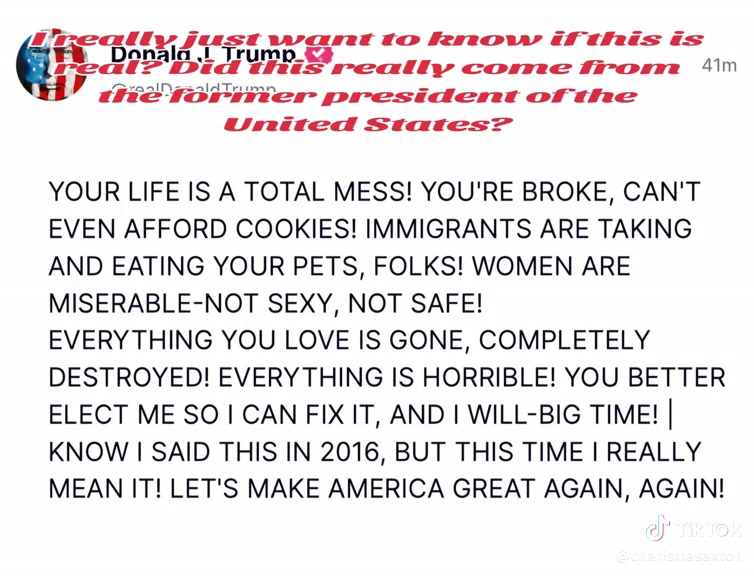 I really just want to know if this is
Donald J. Trump
real? Did this really come from
41m
@realDonaldTrump
the former president of the
United States?
YOUR LIFE IS A TOTAL MESS! YOU'RE BROKE, CAN'T
EVEN AFFORD COOKIES! IMMIGRANTS ARE TAKING
AND EATING YOUR PETS, FOLKS! WOMEN ARE
MISERABLE-NOT SEXY, NOT SAFE!
EVERYTHING YOU LOVE IS GONE, COMPLETELY
DESTROYED! EVERYTHING IS HORRIBLE! YOU BETTER
ELECT ME SO I CAN FIX IT, AND I WILL-BIG TIME! |
KNOW I SAID THIS IN 2016, BUT THIS TIME I REALLY
MEAN IT! LET'S MAKE AMERICA GREAT AGAIN, AGAIN!
TikTok
@charismasaxton